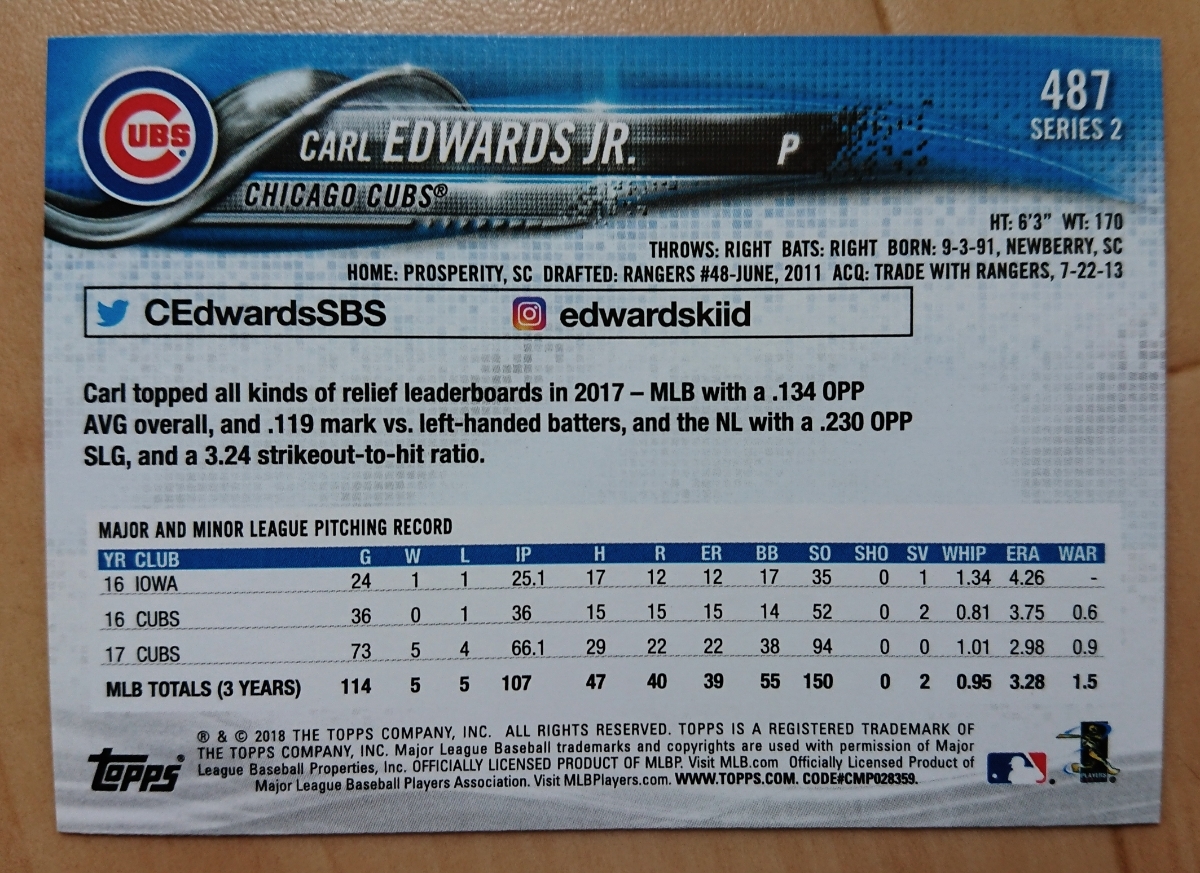 CUBS
487
SERIES 2
CARL EDWARDS JR. P
CHICAGO CUBS®
HT: 6'3" WT: 170
THROWS: RIGHT BATS: RIGHT BORN: 9-3-91, NEWBERRY, SC
HOME: PROSPERITY, SC DRAFTED: RANGERS #48-JUNE, 2011 ACQ: TRADE WITH RANGERS, 7-22-13
CEdwardsSBS edwardskiid
Carl topped all kinds of relief leaderboards in 2017 – MLB with a .134 OPP
AVG overall, and .119 mark vs. left-handed batters, and the NL with a .230 OPP
SLG, and a 3.24 strikeout-to-hit ratio.
MAJOR AND MINOR LEAGUE PITCHING RECORD
YR CLUB G W L IP H R ER BB SO SHO SV WHIP ERA WAR
16 IOWA 24 1 1 25.1 17 12 12 17 35 0 1 1.34 4.26 -
16 CUBS 36 0 1 36 15 15 15 14 52 0 2 0.81 3.75 0.6
17 CUBS 73 5 4 66.1 29 22 22 38 94 0 0 1.01 2.98 0.9
MLB TOTALS (3 YEARS) 114 5 5 107 47 40 39 55 150 0 2 0.95 3.28 1.5
® & © 2018 THE TOPPS COMPANY, INC. ALL RIGHTS RESERVED. TOPPS IS A REGISTERED TRADEMARK OF
THE TOPPS COMPANY, INC. Major League Baseball trademarks and copyrights are used with permission of Major
League Baseball Properties, Inc. OFFICIALLY LICENSED PRODUCT OF MLBP. Visit MLB.com Officially Licensed Product of
Major League Baseball Players Association. Visit MLBPlayers.com. WWW.TOPPS.COM. CODE#CMP028359.
Topps®
PLAYERS